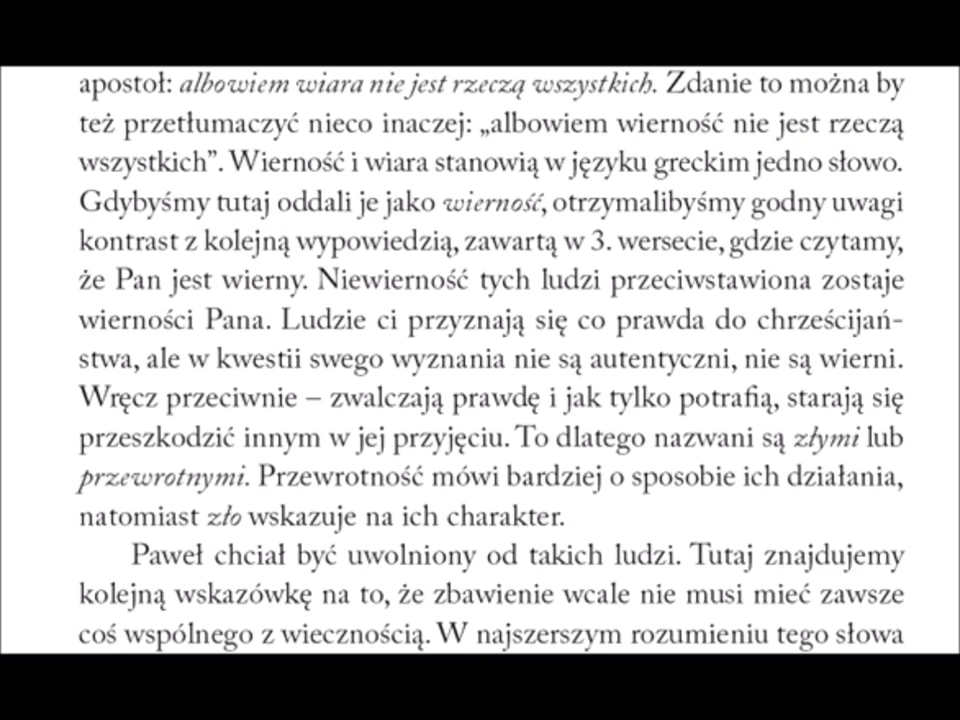 apostoł: albowiem wiara nie jest rzeczą wszystkich. Zdanie to można by
też przetłumaczyć nieco inaczej: „albowiem wierność nie jest rzeczą
wszystkich”. Wierność i wiara stanowią w języku greckim jedno słowo.
Gdybyśmy tutaj oddali je jako wierność, otrzymalibyśmy godny uwagi
kontrast z kolejną wypowiedzią, zawartą w 3. wersecie, gdzie czytamy,
że Pan jest wierny. Niewierność tych ludzi przeciwstawiona zostaje
wierności Pana. Ludzie ci przyznają się co prawda do chrześcijań-
stwa, ale w kwestii swego wyznania nie są autentyczni, nie są wierni.
Wręcz przeciwnie – zwalczają prawdę i jak tylko potrafią, starają się
przeszkodzić innym w jej przyjęciu. To dlatego nazwani są złymi lub
przewrotnymi. Przewrotność mówi bardziej o sposobie ich działania,
natomiast zło wskazuje na ich charakter.
Paweł chciał być uwolniony od takich ludzi. Tutaj znajdujemy
kolejną wskazówkę na to, że zbawienie wcale nie musi mieć zawsze
coś wspólnego z wiecznością. W najszerszym rozumieniu tego słowa